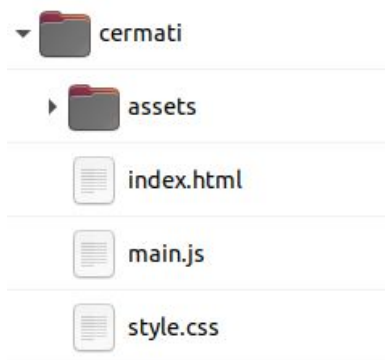 cermati
assets
index.html
main.js
style.css